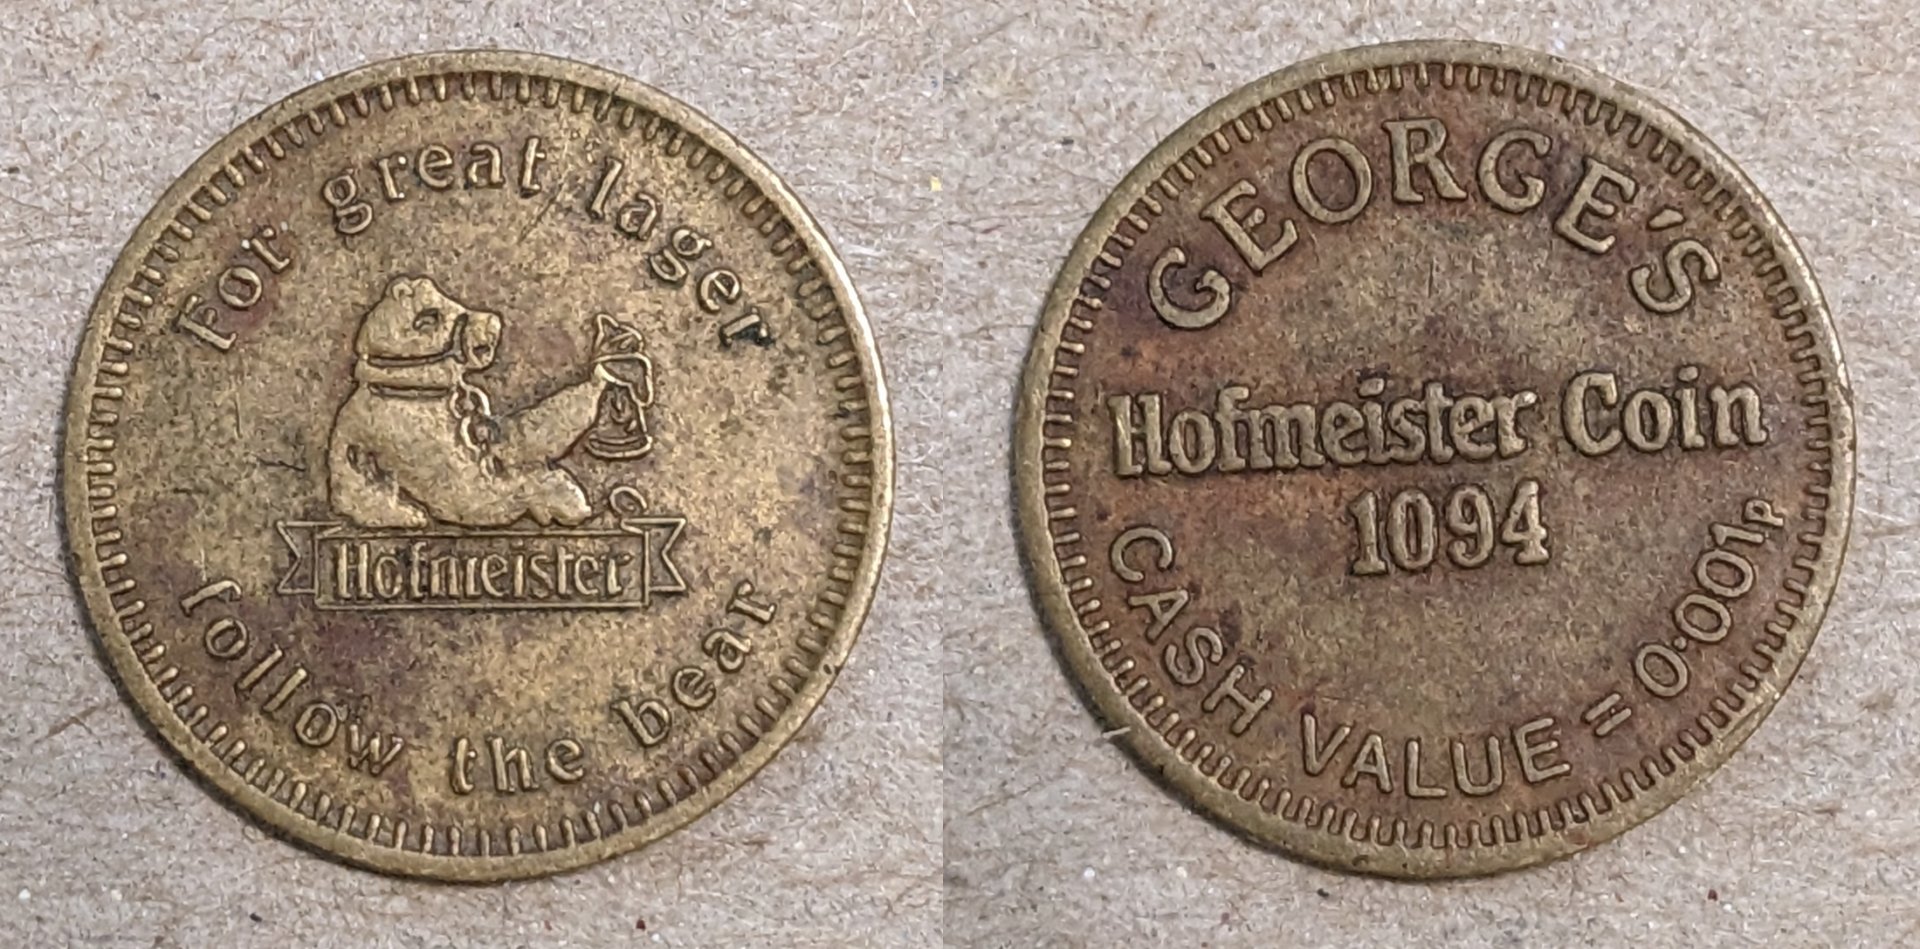 For great lager
Hofmeister
follow the bear
GEORGE'S
Hofmeister Coin
1094
CASH VALUE = 0·001p